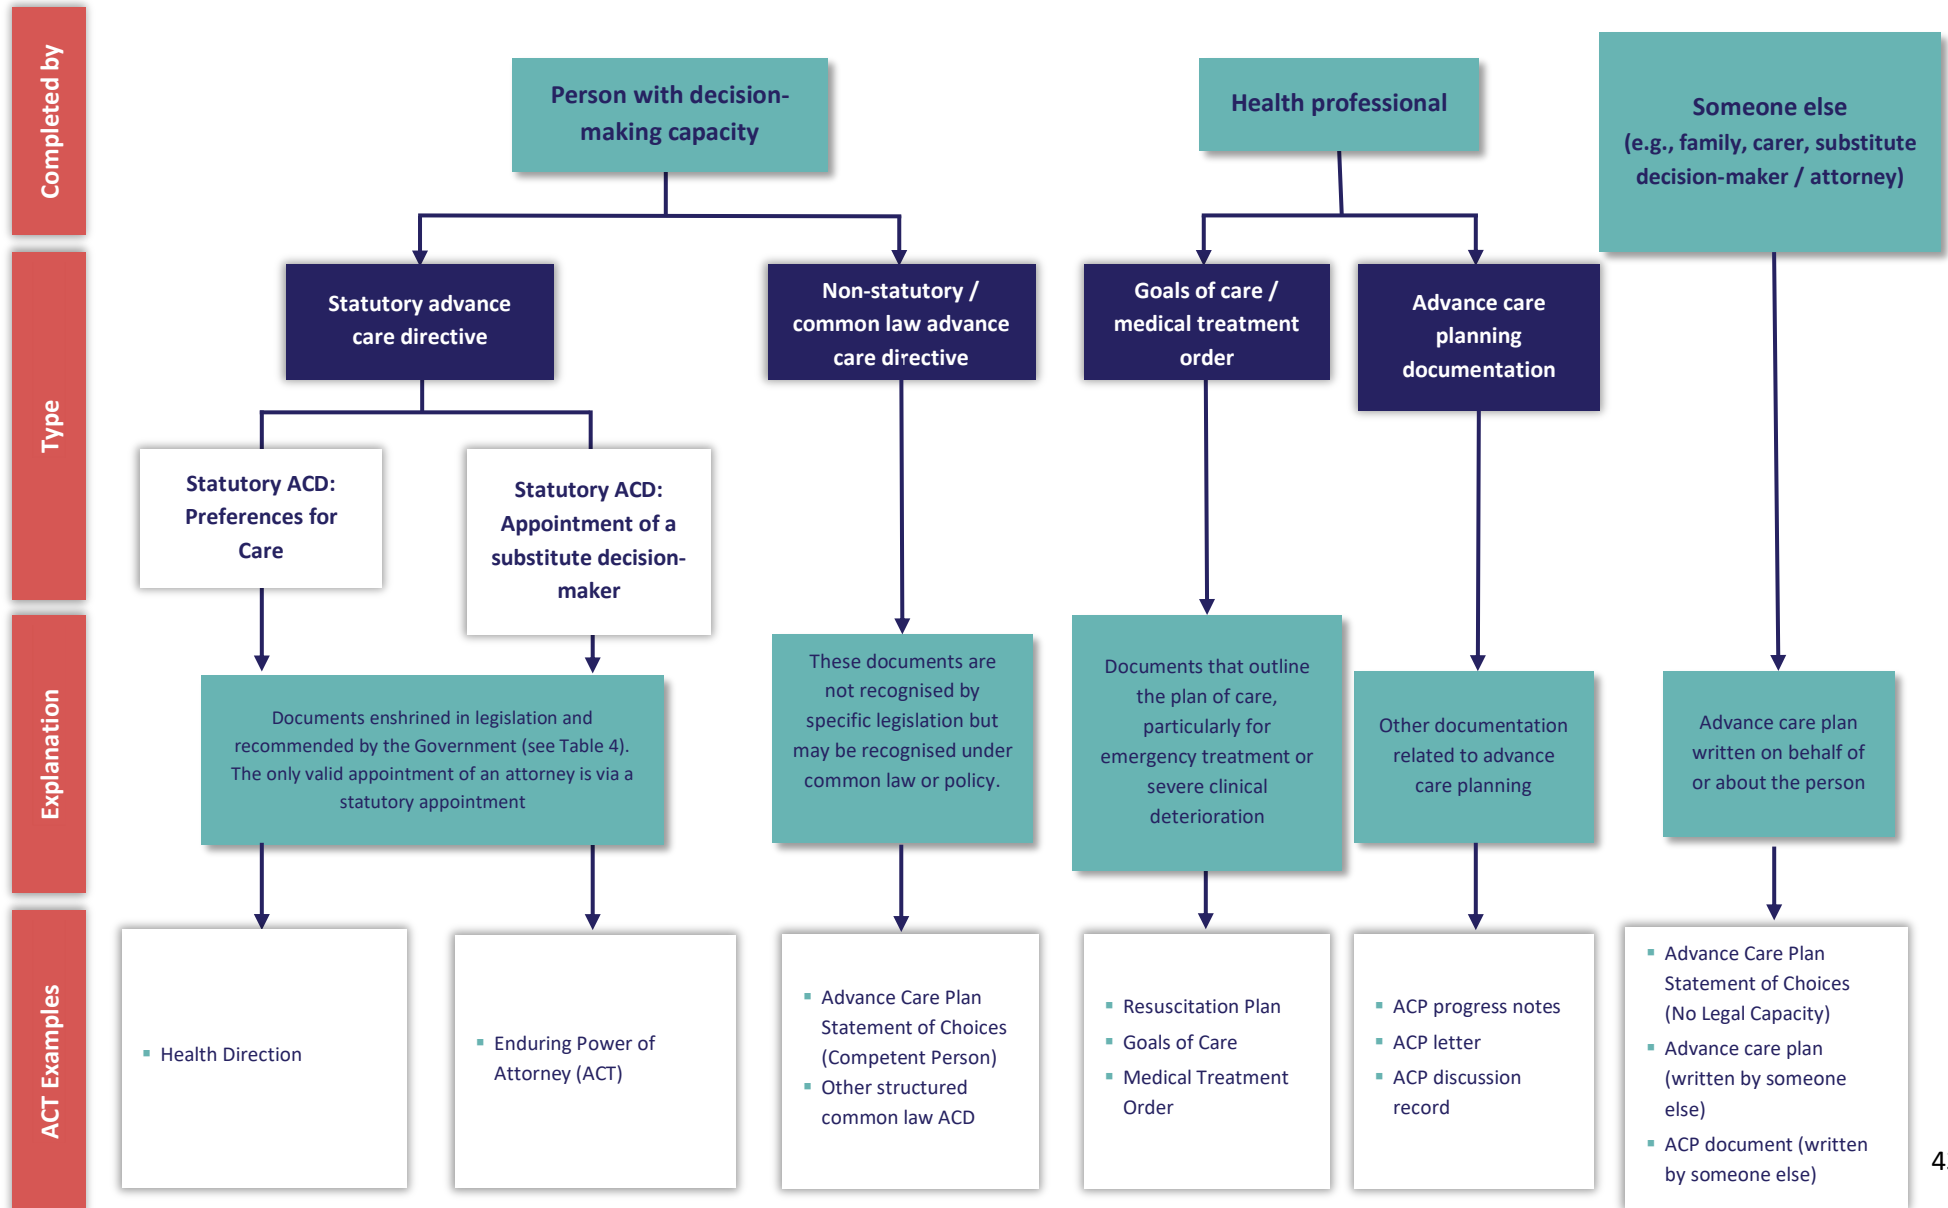 Completed by
Person with decision-
making capacity
Health professional
Someone else
(e.g., family, carer, substitute
decision-maker / attorney)
Type
Statutory advance
care directive
Non-statutory /
common law advance
care directive
Goals of care /
medical treatment
order
Advance care
planning
documentation
Statutory ACD:
Preferences for
Care
Statutory ACD:
Appointment of a
substitute decision-
maker
Explanation
Documents enshrined in legislation and
recommended by the Government (see Table 4).
The only valid appointment of an attorney is via a
statutory appointment
These documents are
not recognised by
specific legislation but
may be recognised under
common law or policy.
Documents that outline
the plan of care,
particularly for
emergency treatment or
severe clinical
deterioration
Other documentation
related to advance
care planning
Advance care plan
written on behalf of
or about the person
ACT Examples
▪ Health Direction
▪ Enduring Power of
Attorney (ACT)
▪ Advance Care Plan
Statement of Choices
(Competent Person)
▪ Other structured
common law ACD
▪ Resuscitation Plan
▪ Goals of Care
▪ Medical Treatment
Order
▪ ACP progress notes
▪ ACP letter
▪ ACP discussion
record
▪ Advance Care Plan
Statement of Choices
(No Legal Capacity)
▪ Advance care plan
(written by someone
else)
▪ ACP document (written
by someone else)